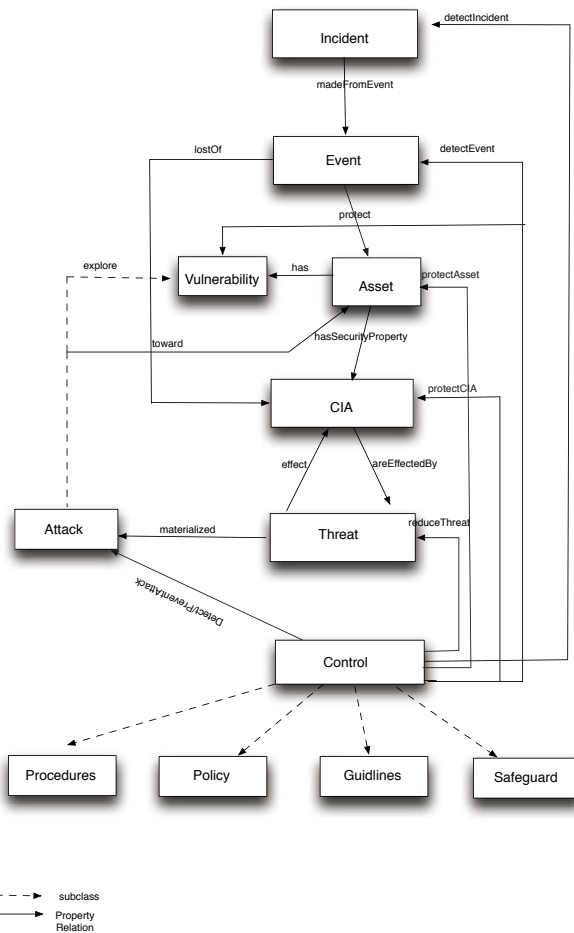 detectIncident
Incident
madeFromEvent
lostOf
Event
detectEvent
protect
explore
Vulnerability
has
Asset
protectAsset
toward
hasSecurityProperty
CIA
protectCIA
effect
areEffectedBy
Attack
materialized
Threat
reduceThreat
Detect/PreventAttack
Control
Procedures
Policy
Guidlines
Safeguard
subclass
Property
Relation